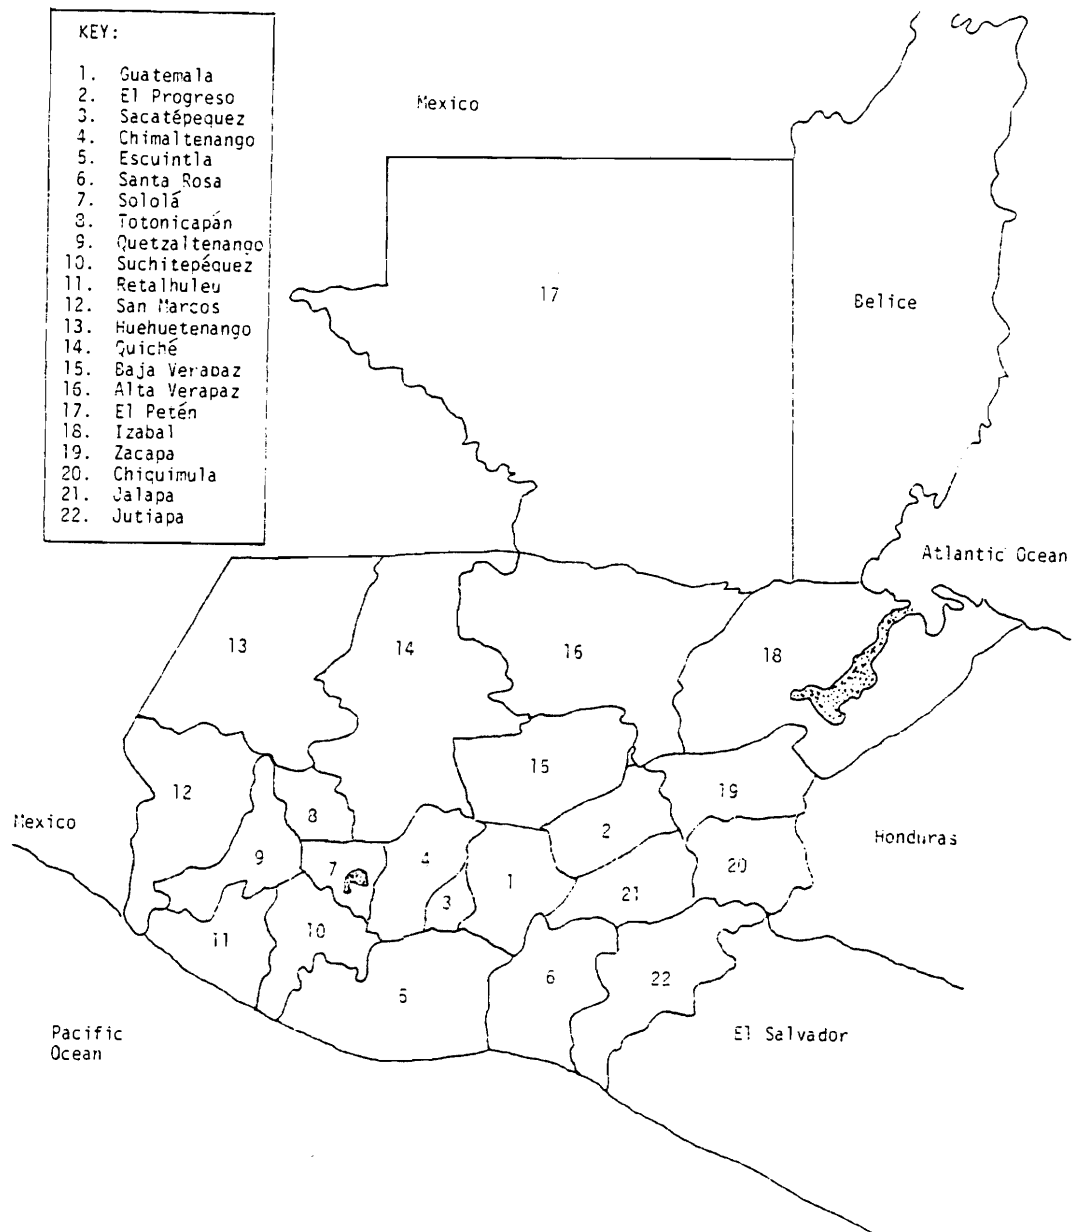 KEY:
1. Guatemala
2. El Progreso
3. Sacatépequez
4. Chimaltenango
5. Escuintla
6. Santa Rosa
7. Sololá
8. Totonicapán
9. Quetzaltenango
10. Suchitepéquez
11. Retalhuleu
12. San Marcos
13. Huehuetenango
14. Quiché
15. Baja Verapaz
16. Alta Verapaz
17. El Petén
18. Izabal
19. Zacapa
20. Chiquimula
21. Jalapa
22. Jutiapa
Mexico
17
Belice
Atlantic Ocean
13
14
16
18
15
12
19
8
Mexico
2
Honduras
9
7
4
20
1
21
3
11
10
6
22
5
El Salvador
Pacific
Ocean